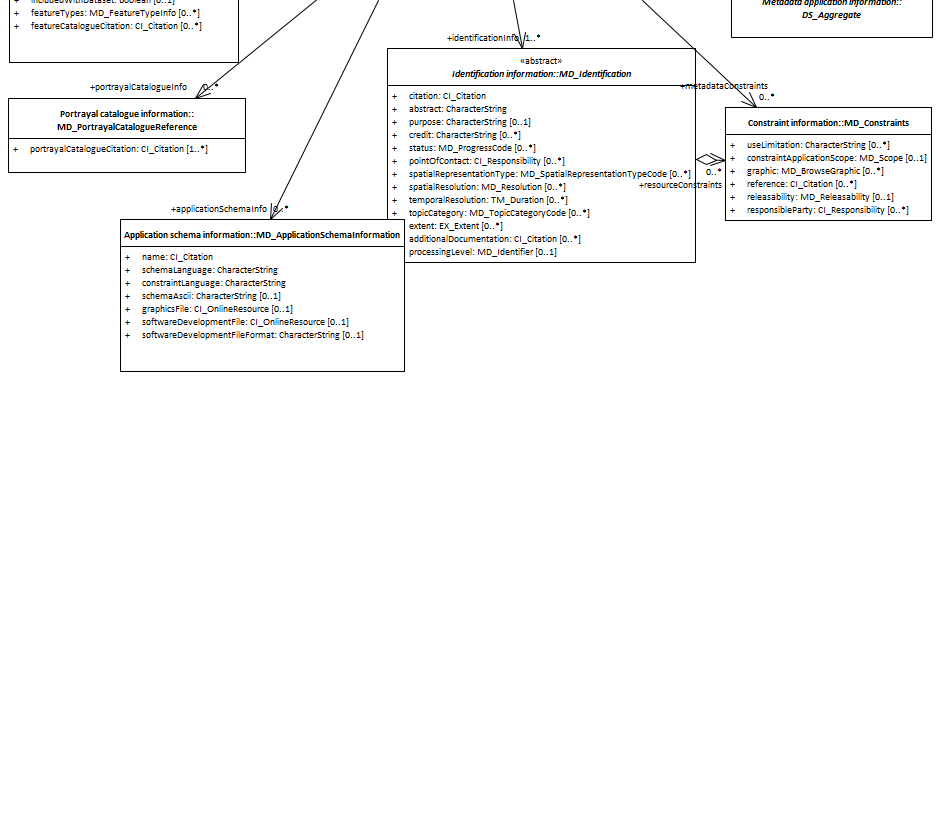 includedWithDataset: Boolean [0..1]
+ featureTypes: MD_FeatureTypeInfo [0..*]
+ featureCatalogueCitation: CI_Citation [0..*]
Metadata application information::
DS_Aggregate
+identificationInfo 1..*
«abstract»
Identification information::MD_Identification
+ citation: CI_Citation
+ abstract: CharacterString
+ purpose: CharacterString [0..1]
+ credit: CharacterString [0..*]
+ status: MD_ProgressCode [0..*]
+ pointOfContact: CI_Responsibility [0..*]
+ spatialRepresentationType: MD_SpatialRepresentationTypeCode [0..*]
+ spatialResolution: MD_Resolution [0..*]
+ temporalResolution: TM_Duration [0..*]
+ topicCategory: MD_TopicCategoryCode [0..*]
extent: EX_Extent [0..*]
additionalDocumentation: CI_Citation [0..*]
processingLevel: MD_Identifier [0..1]
+portrayalCatalogueInfo 0..*
Portrayal catalogue information::
MD_PortrayalCatalogueReference
+ portrayalCatalogueCitation: CI_Citation [1..*]
+metadataConstraints
0..*
Constraint information::MD_Constraints
+ useLimitation: CharacterString [0..*]
+ constraintApplicationScope: MD_Scope [0..1]
+ graphic: MD_BrowseGraphic [0..*]
+ reference: CI_Citation [0..*]
+ releasability: MD_Releasability [0..1]
+ responsibleParty: CI_Responsibility [0..*]
0..*
+resourceConstraints
+applicationSchemaInfo 0..*
Application schema information::MD_ApplicationSchemaInformation
+ name: CI_Citation
+ schemaLanguage: CharacterString
+ constraintLanguage: CharacterString
+ schemaAscii: CharacterString [0..1]
+ graphicsFile: CI_OnlineResource [0..1]
+ softwareDevelopmentFile: CI_OnlineResource [0..1]
+ softwareDevelopmentFileFormat: CharacterString [0..1]